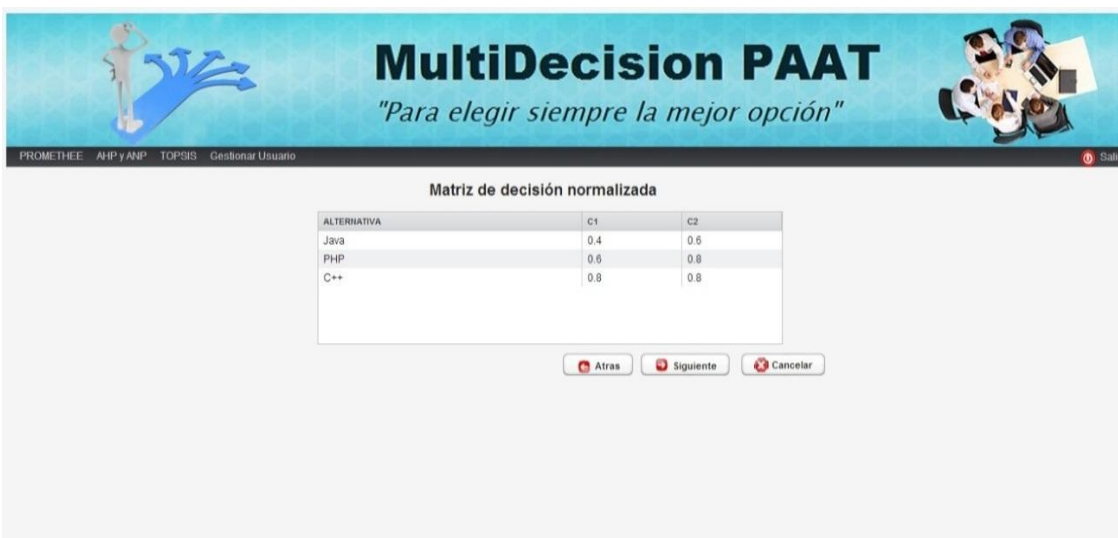 MultiDecision PAAT
"Para elegir siempre la mejor opción"
PROMETHEE AHP y ANP TOPSIS Gestionar Usuario Sali
Matriz de decisión normalizada
ALTERNATIVA C1 C2
Java 0.4 0.6
PHP 0.6 0.8
C++ 0.8 0.8
Atras Siguiente Cancelar